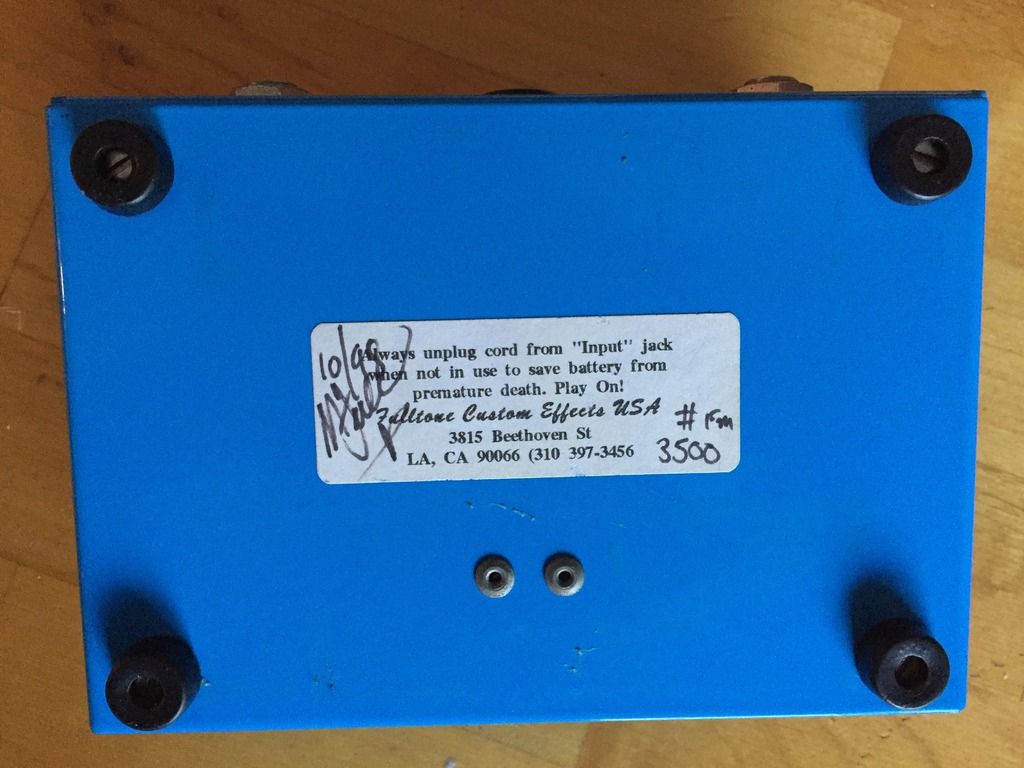 10/98
Always unplug cord from "Input" jack
when not in use to save battery from
premature death. Play On!
Fulltone Custom Effects USA
3815 Beethoven St
LA, CA 90066 (310 397-3456
# Fm
3500